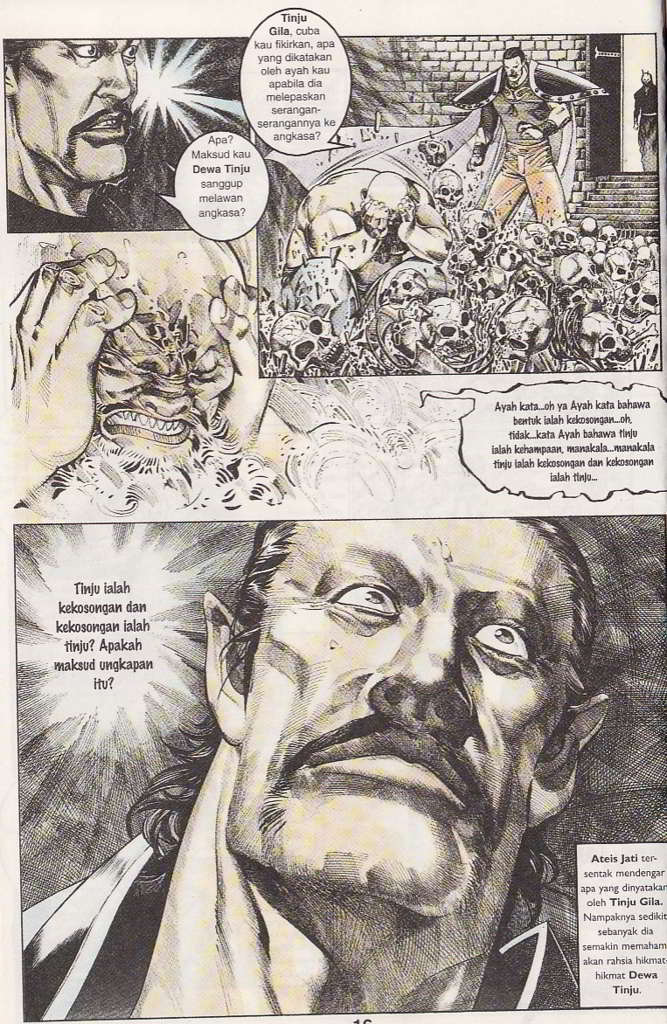 Tinju
Gila, cuba
kau fikirkan, apa
yang dikatakan
oleh ayah kau
apabila dia
melepaskan
serangan-
serangannya ke
angkasa?
Apa?
Maksud kau
Dewa Tinju
sanggup
melawan
angkasa?
Ayah kata...oh ya Ayah kata bahawa
bentuk ialah kekosongan...oh,
tidak...kata Ayah bahawa tinju
ialah kehampaan, manakala...manakala
tinju ialah kekosongan dan kekosongan
ialah tinju...
Tinju ialah
kekosongan dan
kekosongan ialah
tinju? Apakah
maksud ungkapan
itu?
Ateis Jati ter-
sentak mendengar
apa yang dinyatakan
oleh Tinju Gila.
Nampaknya sedikit
sebanyak dia
semakin memaham
akan rahsia hikmat-
hikmat Dewa
Tinju.